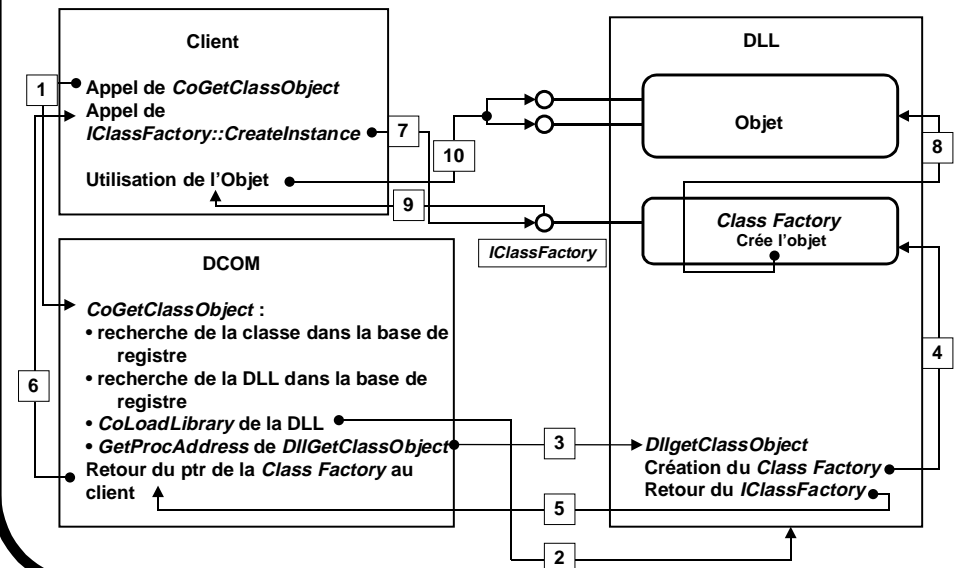 Client
1
Appel de CoGetClassObject
Appel de
IClassFactory::CreateInstance
7
10
Utilisation de l'Objet
9
DLL
Objet
8
Class Factory
Crée l'objet
IClassFactory
4
DCOM
CoGetClassObject :
• recherche de la classe dans la base de
registre
• recherche de la DLL dans la base de
registre
6
• CoLoadLibrary de la DLL
• GetProcAddress de DllGetClassObject
Retour du ptr de la Class Factory au
client
3
DllgetClassObject
Création du Class Factory
Retour du IClassFactory
5
2